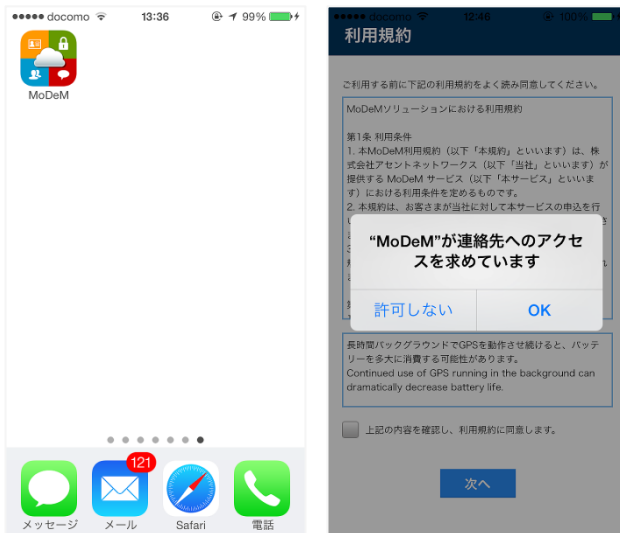 docomo 13:36 99%
MoDeM
121
メッセージ メール Safari 電話
docomo 12:46 100%
利用規約
ご利用する前に下記の利用規約をよく読み同意してください。
MoDeMソリューションにおける利用規約
第1条 利用条件
1. 本MoDeM利用規約（以下「本規約」といいます）は、株
式会社アセントネットワークス（以下「当社」といいます）が
提供する MoDeM サービス（以下「本サービス」といいま
す）における利用条件を定めるものです。
2. 本規約は、お客さまが当社に対して本サービスの申込を行
“MoDeM”が連絡先へのアクセ
スを求めています
許可しない OK
長時間バックグラウンドでGPSを動作させ続けると、バッテ
リーを多大に消費する可能性があります。
Continued use of GPS running in the background can
dramatically decrease battery life.
上記の内容を確認し、利用規約に同意します。
次へ